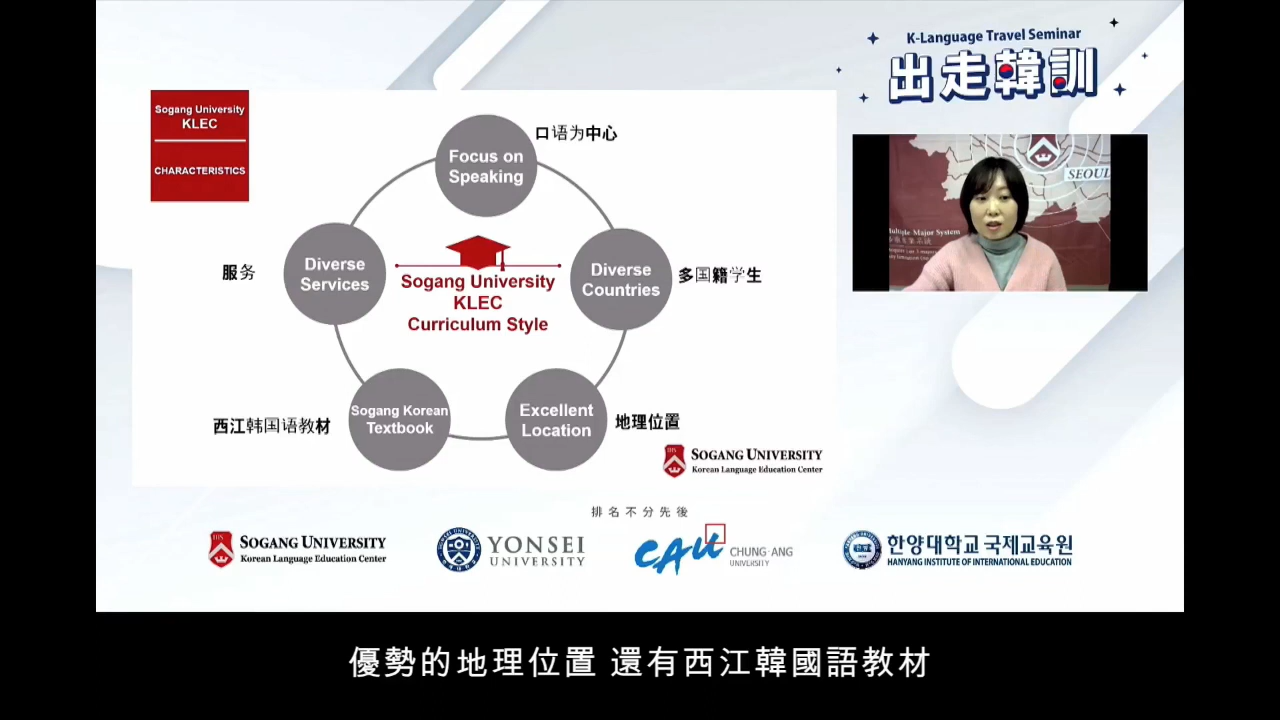 K-Language Travel Seminar
出走韓訓
Sogang University
KLEC
CHARACTERISTICS
Focus on
Speaking
口语为中心
Diverse
Services
服务
Sogang University
KLEC
Curriculum Style
Diverse
Countries
多国籍学生
Sogang Korean
Textbook
西江韩国语教材
Excellent
Location
地理位置
SOGANG UNIVERSITY
Korean Language Education Center
SEOUL
Multiple Major System
排名不分先後
SOGANG UNIVERSITY
Korean Language Education Center
YONSEI
UNIVERSITY
CAU
CHUNG·ANG
UNIVERSITY
한양대학교 국제교육원
HANYANG INSTITUTE OF INTERNATIONAL EDUCATION
優勢的地理位置 還有西江韓國語教材